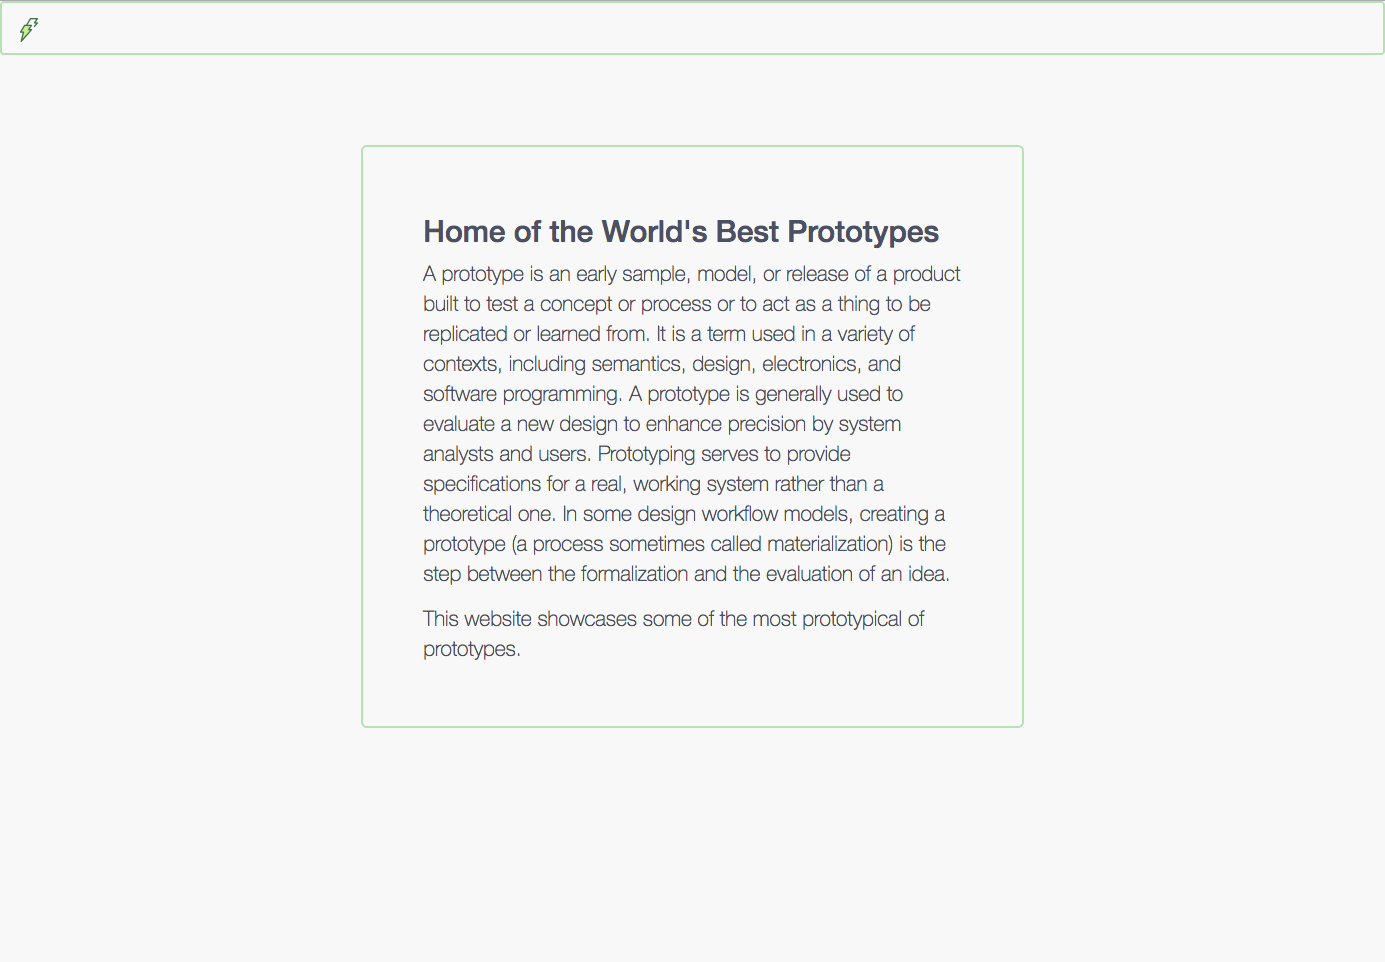 Home of the World's Best Prototypes
A prototype is an early sample, model, or release of a product
built to test a concept or process or to act as a thing to be
replicated or learned from. It is a term used in a variety of
contexts, including semantics, design, electronics, and
software programming. A prototype is generally used to
evaluate a new design to enhance precision by system
analysts and users. Prototyping serves to provide
specifications for a real, working system rather than a
theoretical one. In some design workflow models, creating a
prototype (a process sometimes called materialization) is the
step between the formalization and the evaluation of an idea.
This website showcases some of the most prototypical of
prototypes.